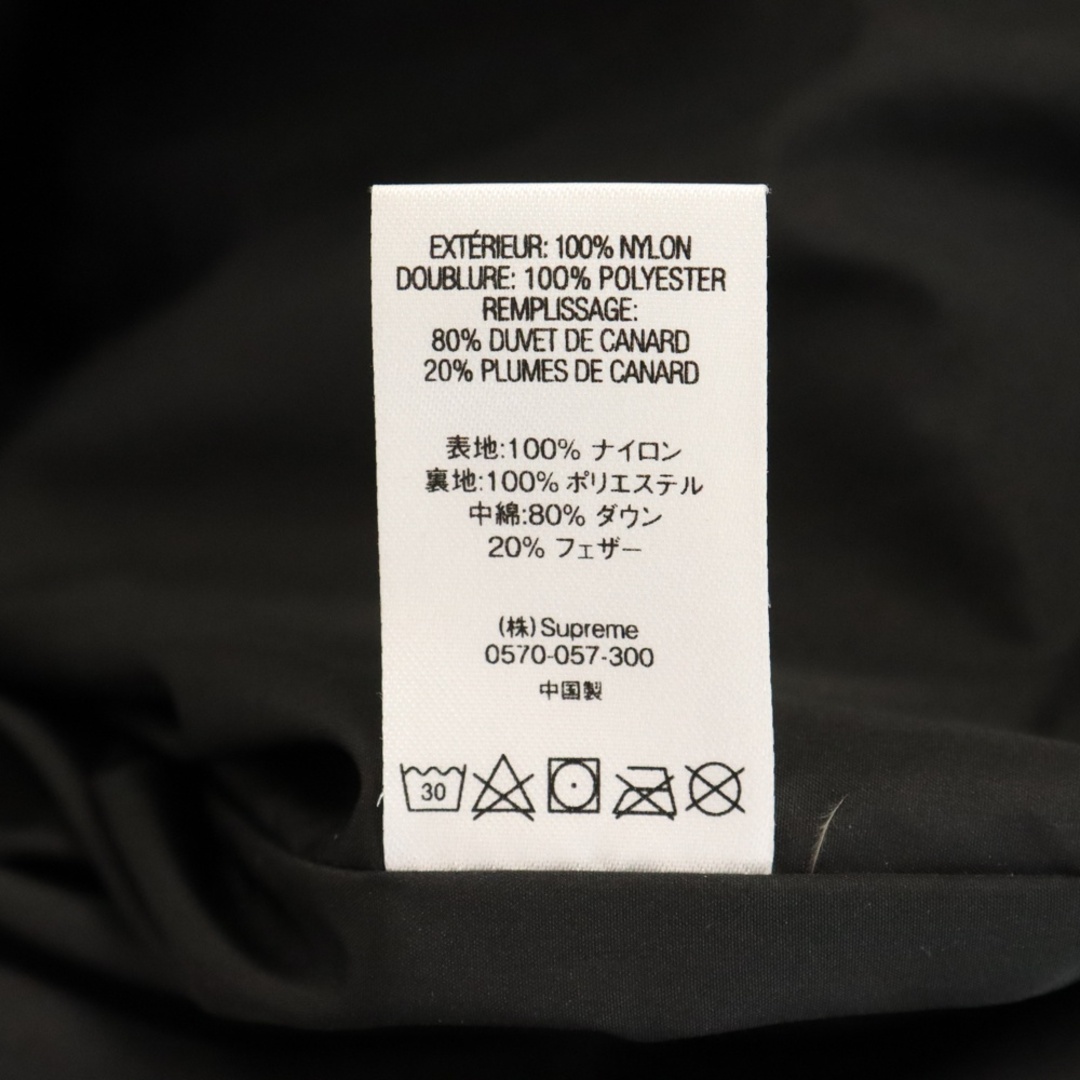 EXTÉRIEUR: 100% NYLON
DOUBLURE: 100% POLYESTER
REMPLISSAGE:
80% DUVET DE CANARD
20% PLUMES DE CANARD
表地:100% ナイロン
裏地:100% ポリエステル
中綿:80% ダウン
20% フェザー
(株)Supreme
0570-057-300
中国製
30